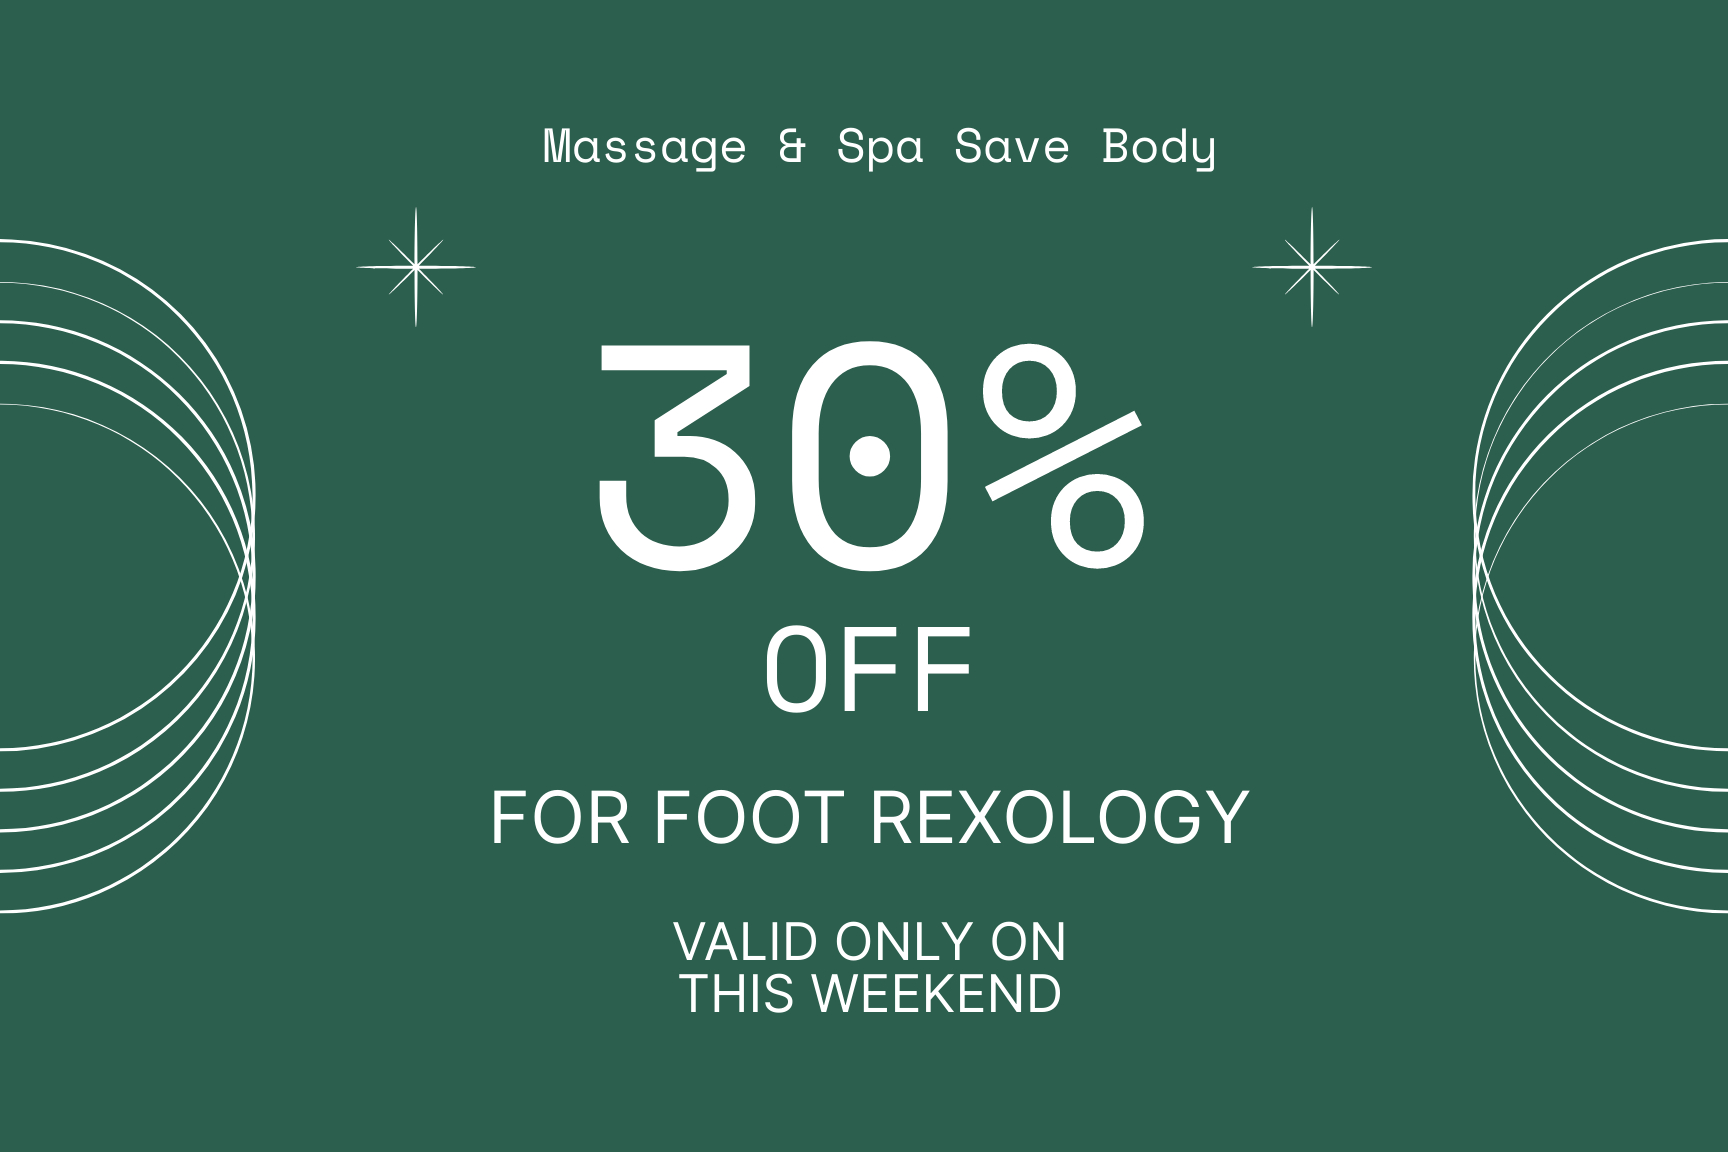 Massage & Spa Save Body
30%
OFF
FOR FOOT REXOLOGY
VALID ONLY ON
THIS WEEKEND